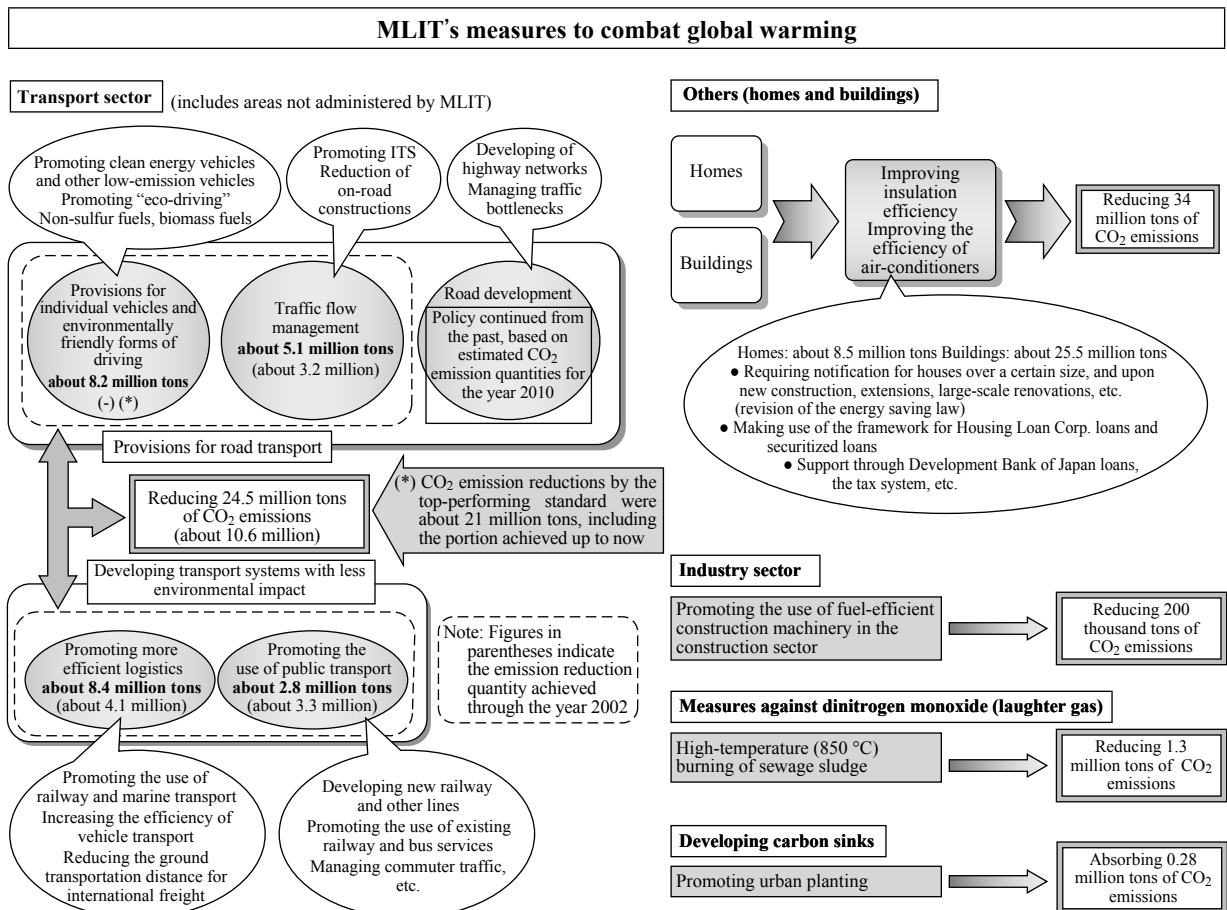 MLIT's measures to combat global warming
Transport sector
(includes areas not administered by MLIT)
Promoting clean energy vehicles
and other low-emission vehicles
Promoting “eco-driving”
Non-sulfur fuels, biomass fuels
Promoting ITS
Reduction of
on-road
constructions
Developing of
highway networks
Managing traffic
bottlenecks
Provisions for
individual vehicles and
environmentally
friendly forms of
driving
about 8.2 million tons
(-) (*)
Traffic flow
management
about 5.1 million tons
(about 3.2 million)
Road development
Policy continued from
the past, based on
estimated CO2
emission quantities for
the year 2010
Provisions for road transport
Reducing 24.5 million tons
of CO2 emissions
(about 10.6 million)
(*) CO2 emission reductions by the
top-performing standard were
about 21 million tons, including
the portion achieved up to now
Developing transport systems with less
environmental impact
Promoting more
efficient logistics
about 8.4 million tons
(about 4.1 million)
Promoting the
use of public transport
about 2.8 million tons
(about 3.3 million)
Note: Figures in
parentheses indicate
the emission reduction
quantity achieved
through the year 2002
Promoting the use of
railway and marine transport
Increasing the efficiency of
vehicle transport
Reducing the ground
transportation distance for
international freight
Developing new railway
and other lines
Promoting the use of existing
railway and bus services
Managing commuter traffic,
etc.
Others (homes and buildings)
Homes
Buildings
Improving
insulation
efficiency
Improving the
efficiency of
air-conditioners
Reducing 34
million tons of
CO2 emissions
Homes: about 8.5 million tons Buildings: about 25.5 million tons
● Requiring notification for houses over a certain size, and upon
new construction, extensions, large-scale renovations, etc.
(revision of the energy saving law)
● Making use of the framework for Housing Loan Corp. loans and
securitized loans
● Support through Development Bank of Japan loans,
the tax system, etc.
Industry sector
Promoting the use of fuel-efficient
construction machinery in the
construction sector
Reducing 200
thousand tons of
CO2 emissions
Measures against dinitrogen monoxide (laughter gas)
High-temperature (850 °C)
burning of sewage sludge
Reducing 1.3
million tons of CO2
emissions
Developing carbon sinks
Promoting urban planting
Absorbing 0.28
million tons of CO2
emissions